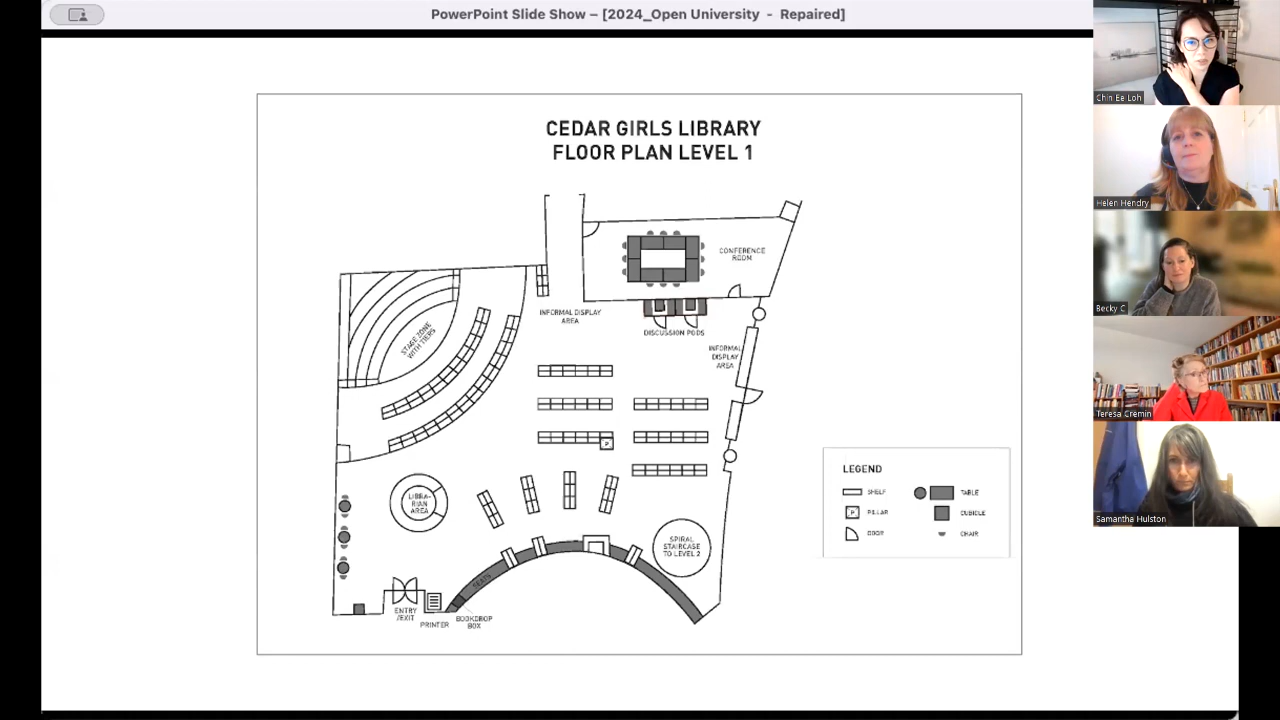 PowerPoint Slide Show – [2024_Open University - Repaired]
CEDAR GIRLS LIBRARY
FLOOR PLAN LEVEL 1
CONFERENCE
ROOM
INFORMAL DISPLAY
AREA
DISCUSSION PODS
STAGE ZONE
WITH TIERS
INFORMAL
DISPLAY
AREA
P
LIBRA-
RIAN
AREA
SPIRAL
STAIRCASE
TO LEVEL 2
SEATS
ENTRY
/EXIT
PRINTER
BOOKDROP
BOX
LEGEND
SHELF
TABLE
P
PILLAR
CUBICLE
DOOR
CHAIR
Chin Ee Loh
Helen Hendry
Becky C
Teresa Cremin
Samantha Hulston